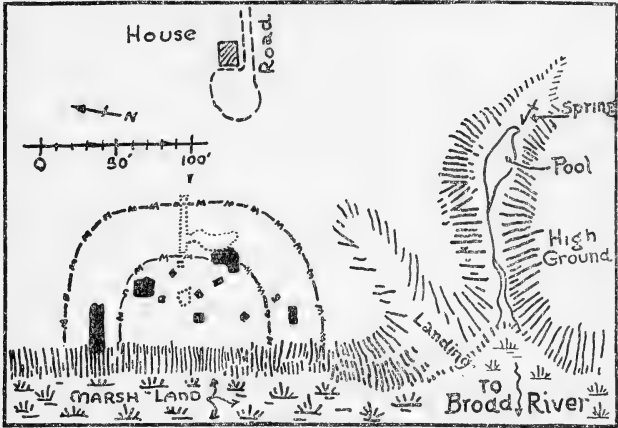 House
Road
N
0 50' 100'
Spring
Pool
High
Ground
Landing
MARSH-LAND
TO
Broad River